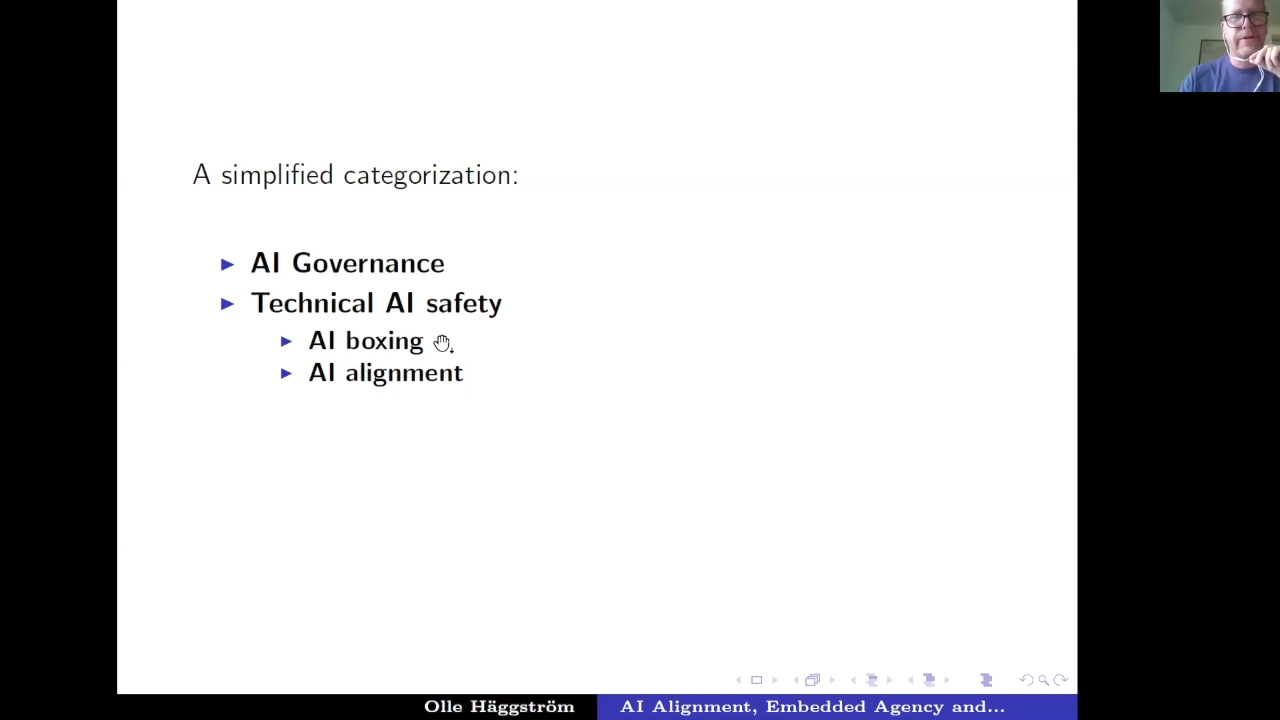 A simplified categorization:
AI Governance
Technical AI safety
AI boxing
AI alignment
Olle Häggström AI Alignment, Embedded Agency and...